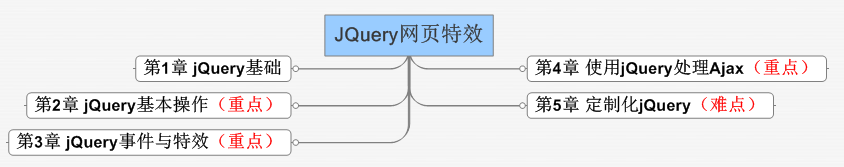 JQuery网页特效
第1章 jQuery基础
第2章 jQuery基本操作（重点）
第3章 jQuery事件与特效（重点）
第4章 使用jQuery处理Ajax（重点）
第5章 定制化jQuery（难点）